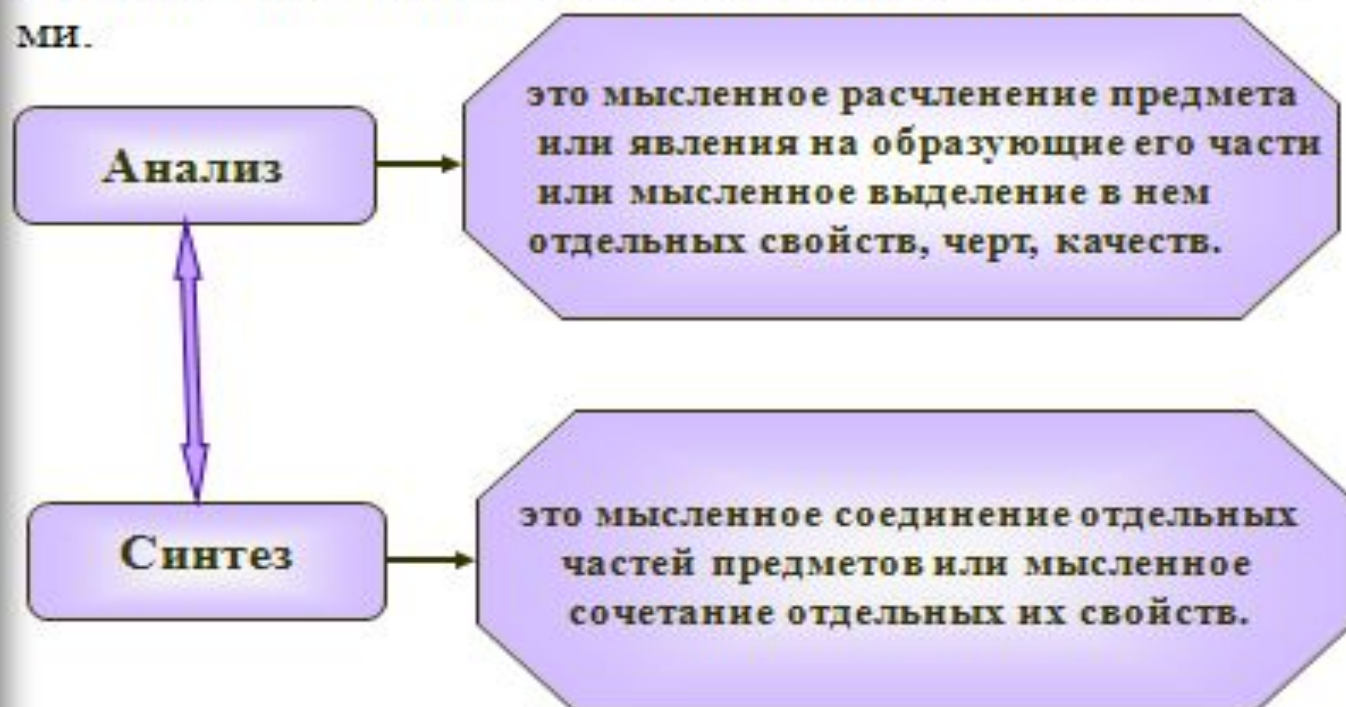 ми.
Анализ
это мысленное расчленение предмета
или явления на образующие его части
или мысленное выделение в нем
отдельных свойств, черт, качеств.
Синтез
это мысленное соединение отдельных
частей предметов или мысленное
сочетание отдельных их свойств.